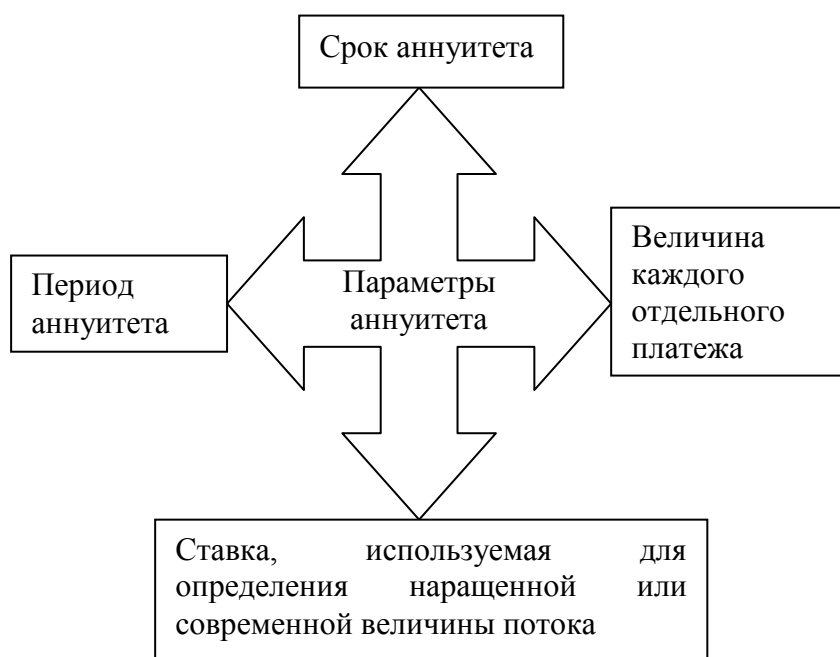 Срок аннуитета
Период
аннуитета
Параметры
аннуитета
Величина
каждого
отдельного
платежа
Ставка, используемая для
определения наращенной или
современной величины потока